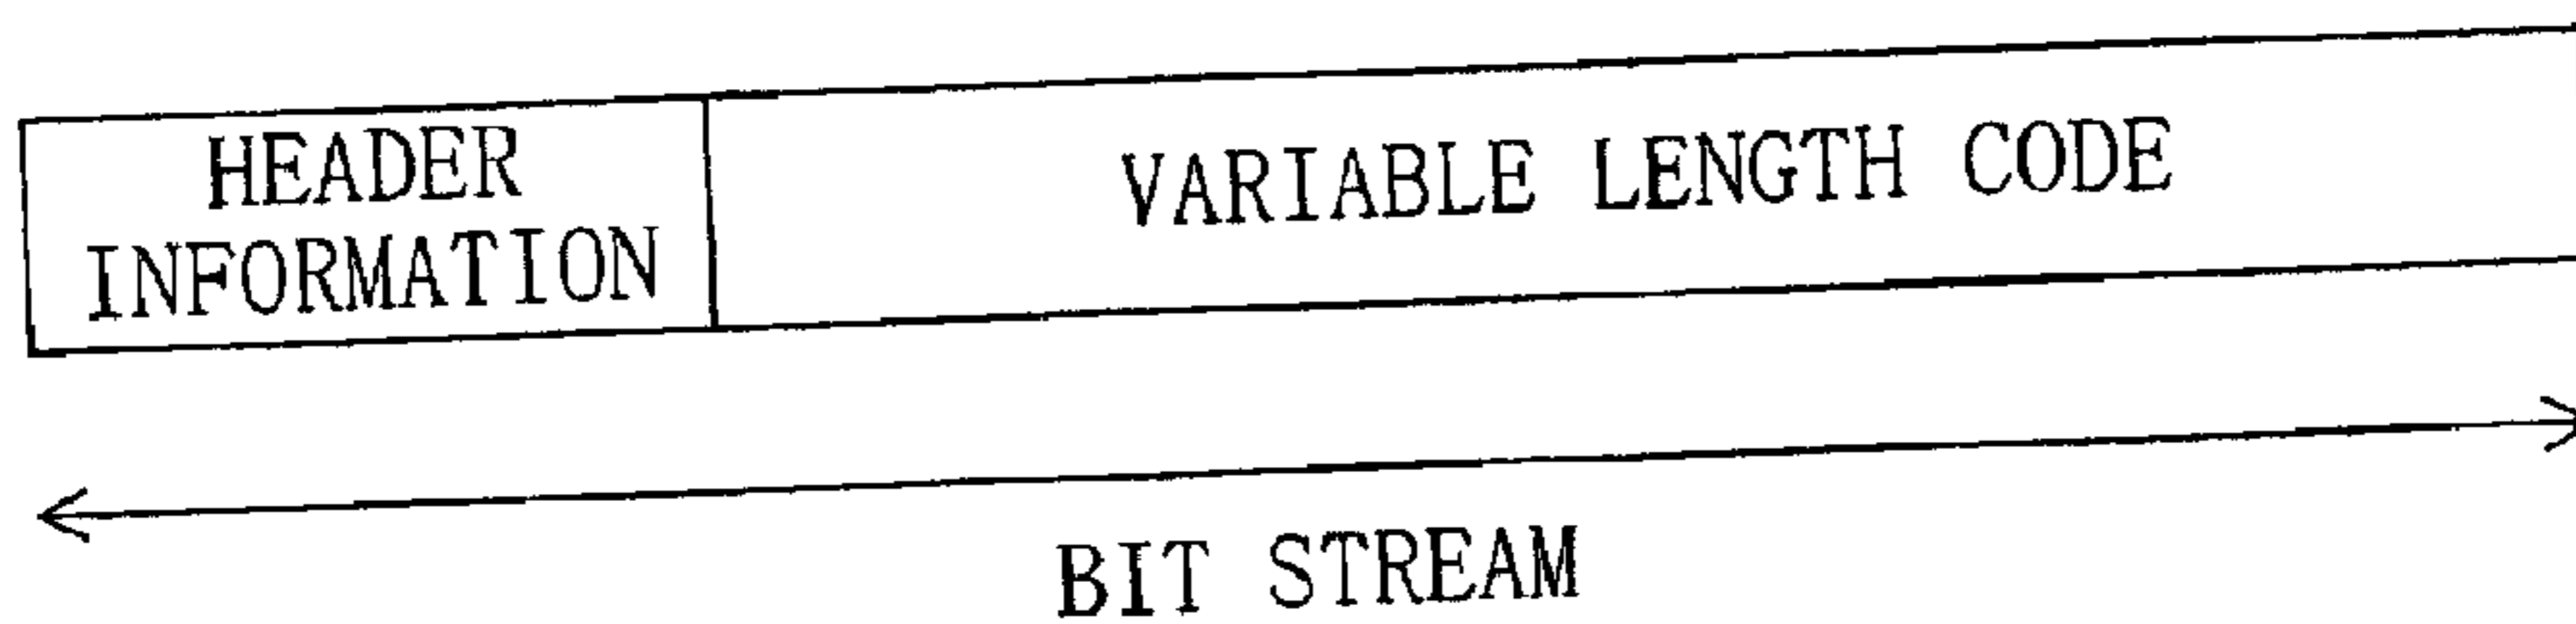 HEADER
INFORMATION
VARIABLE LENGTH CODE
BIT STREAM